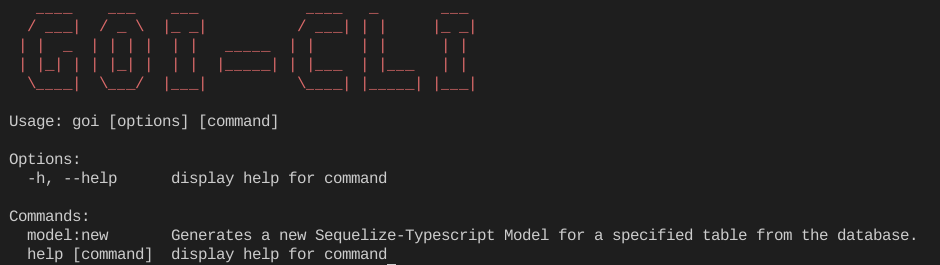 GOI-CLI
Usage: goi [options] [command]
Options:
-h, --help display help for command
Commands:
model:new Generates a new Sequelize-Typescript Model for a specified table from the database.
help [command] display help for command